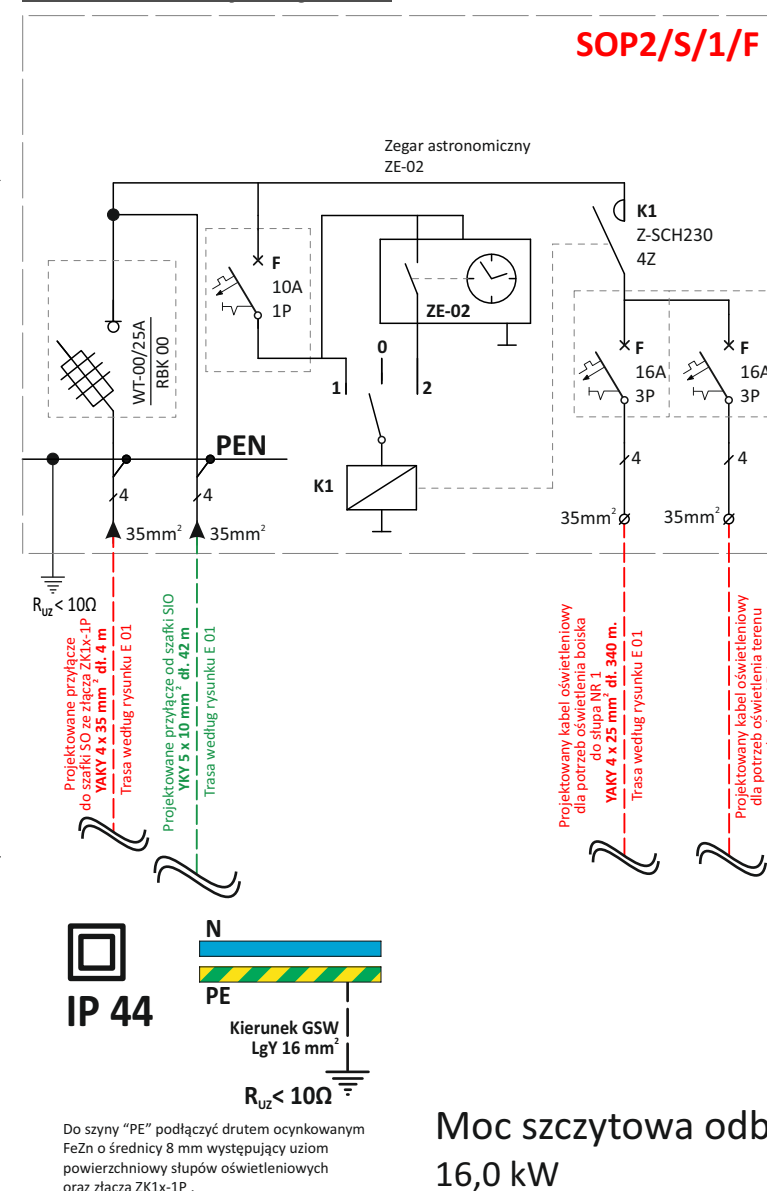 SOP2/S/1/F
Zegar astronomiczny
ZE-02
K1
Z-SCH230
4Z
F
10A
1P
WT-00/25A
RBK 00
ZE-02
0
1
2
F
16A
3P
F
16A
3P
PEN
K1
4
4
4
4
35mm²
35mm²
35mm²
35mm²
Ruz< 10Ω
Projektowane przyłącze
do szafki SO ze złącza ZK1x-1P
YAKY 4 x 35 mm² dł. 4 m
Trasa według rysunku E 01
Projektowane przyłącze od szafki SIO
YKY 5 x 10 mm² dł. 42 m
Trasa według rysunku E 01
Projektowany kabel oświetleniowy
dla potrzeb oświetlenia boiska
do słupa NR 1
YAKY 4 x 25 mm² dł. 340 m.
Trasa według rysunku E 01
Projektowany kabel oświetleniowy
dla potrzeb oświetlenia terenu
IP 44
N
PE
Kierunek GSW
LgY 16 mm²
Ruz< 10Ω
Do szyny "PE" podłączyć drutem ocynkowanym
FeZn o średnicy 8 mm występujący uziom
powierzchniowy słupów oświetleniowych
oraz złącza ZK1x-1P .
Moc szczytowa odb
16,0 kW